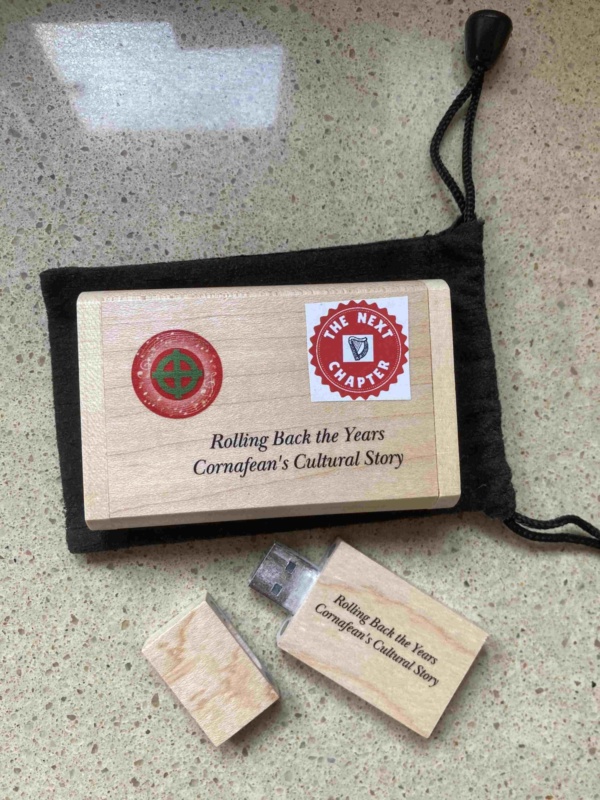 THE NEXT
CHAPTER
Rolling Back the Years
Cornafean's Cultural Story
Rolling Back the Years
Cornafean's Cultural Story